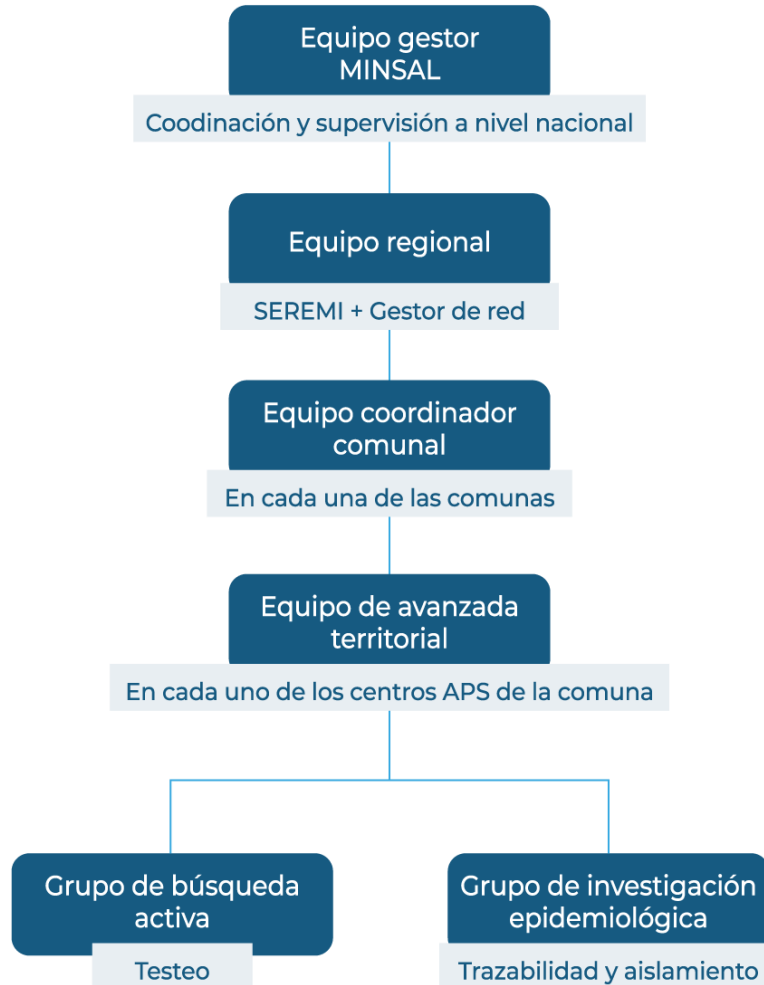 Equipo gestor
MINSAL
Coodinación y supervisión a nivel nacional
Equipo regional
SEREMI + Gestor de red
Equipo coordinador
comunal
En cada una de las comunas
Equipo de avanzada
territorial
En cada uno de los centros APS de la comuna
Grupo de búsqueda
activa
Testeo
Grupo de investigación
epidemiológica
Trazabilidad y aislamiento